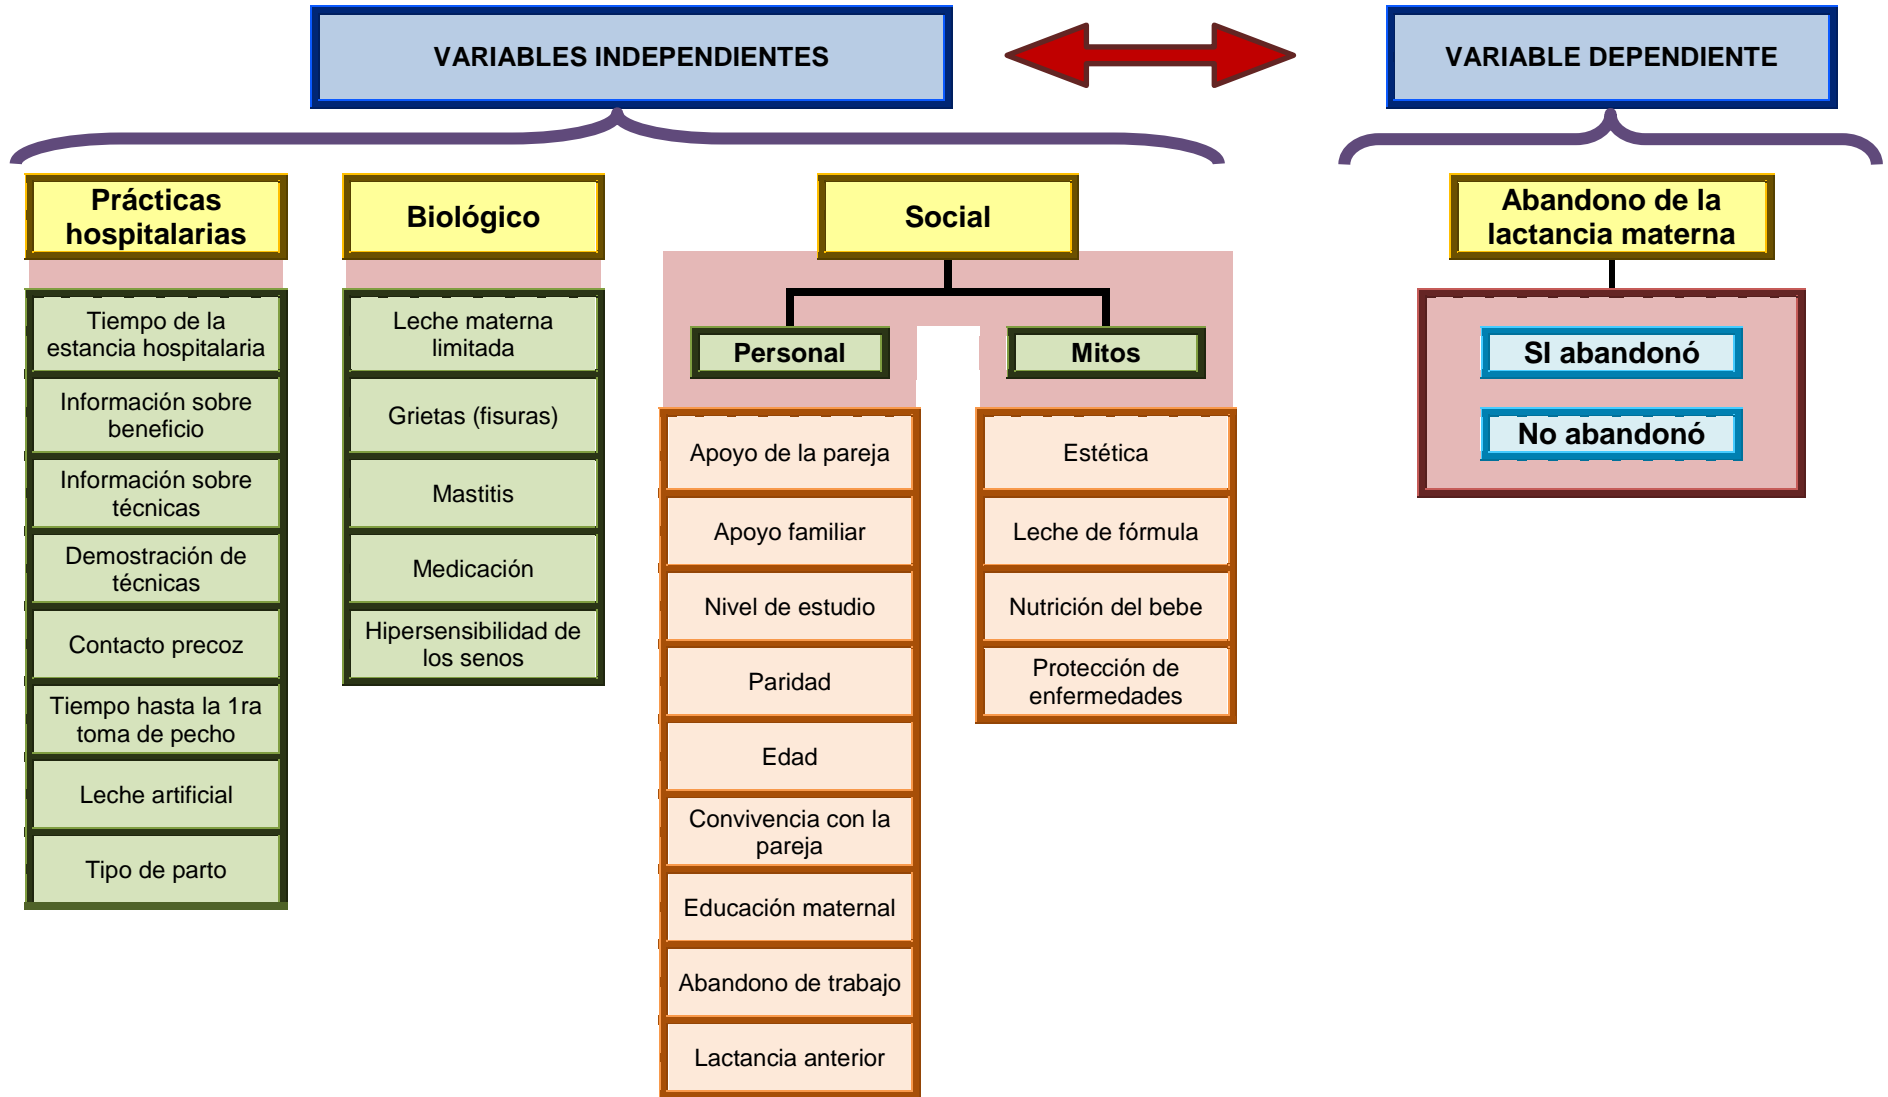 VARIABLES INDEPENDIENTES
VARIABLE DEPENDIENTE
Prácticas
hospitalarias
Tiempo de la
estancia hospitalaria
Información sobre
beneficio
Información sobre
técnicas
Demostración de
técnicas
Contacto precoz
Tiempo hasta la 1ra
toma de pecho
Leche artificial
Tipo de parto
Biológico
Leche materna
limitada
Grietas (fisuras)
Mastitis
Medicación
Hipersensibilidad de
los senos
Social
Personal
Apoyo de la pareja
Apoyo familiar
Nivel de estudio
Paridad
Edad
Convivencia con la
pareja
Educación maternal
Abandono de trabajo
Lactancia anterior
Mitos
Estética
Leche de fórmula
Nutrición del bebe
Protección de
enfermedades
Abandono de la
lactancia materna
SI abandonó
No abandonó